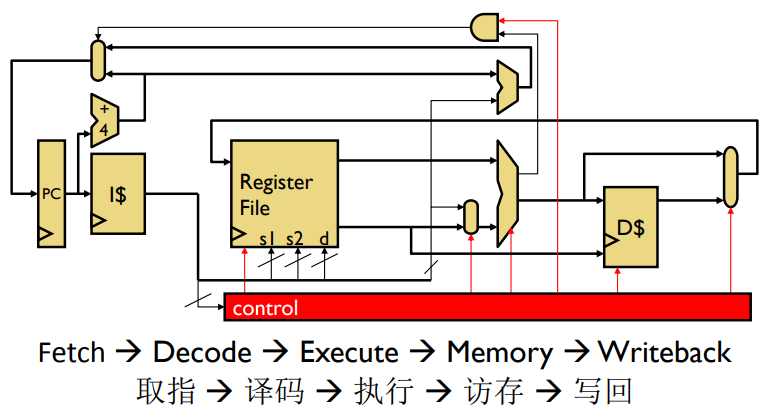 +
4
PC
I$
Register
File
s1 s2 d
D$
control
Fetch → Decode → Execute → Memory → Writeback
取指 → 译码 → 执行 → 访存 → 写回